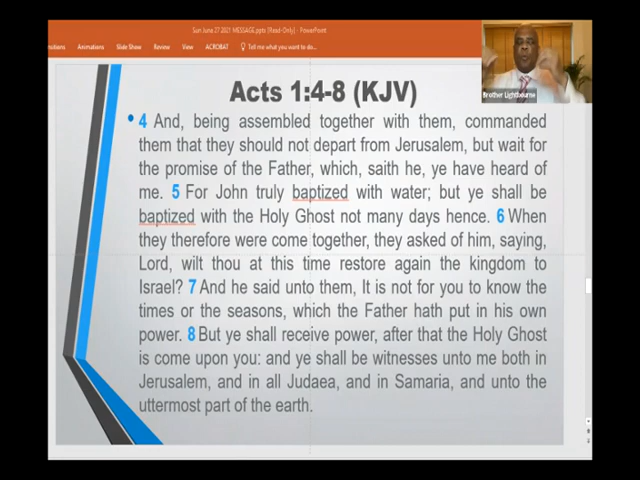 Sun June 27 2021 MESSAGE.pptx [Read-Only] - PowerPoint
Animations Slide Show Review View ACROBAT Tell me what you want to do...
Brother Lightbourne
Acts 1:4-8 (KJV)
• 4 And, being assembled together with them, commanded
them that they should not depart from Jerusalem, but wait for
the promise of the Father, which, saith he, ye have heard of
me. 5 For John truly baptized with water; but ye shall be
baptized with the Holy Ghost not many days hence. 6 When
they therefore were come together, they asked of him, saying,
Lord, wilt thou at this time restore again the kingdom to
Israel? 7 And he said unto them, It is not for you to know the
times or the seasons, which the Father hath put in his own
power. 8 But ye shall receive power, after that the Holy Ghost
is come upon you: and ye shall be witnesses unto me both in
Jerusalem, and in all Judaea, and in Samaria, and unto the
uttermost part of the earth.